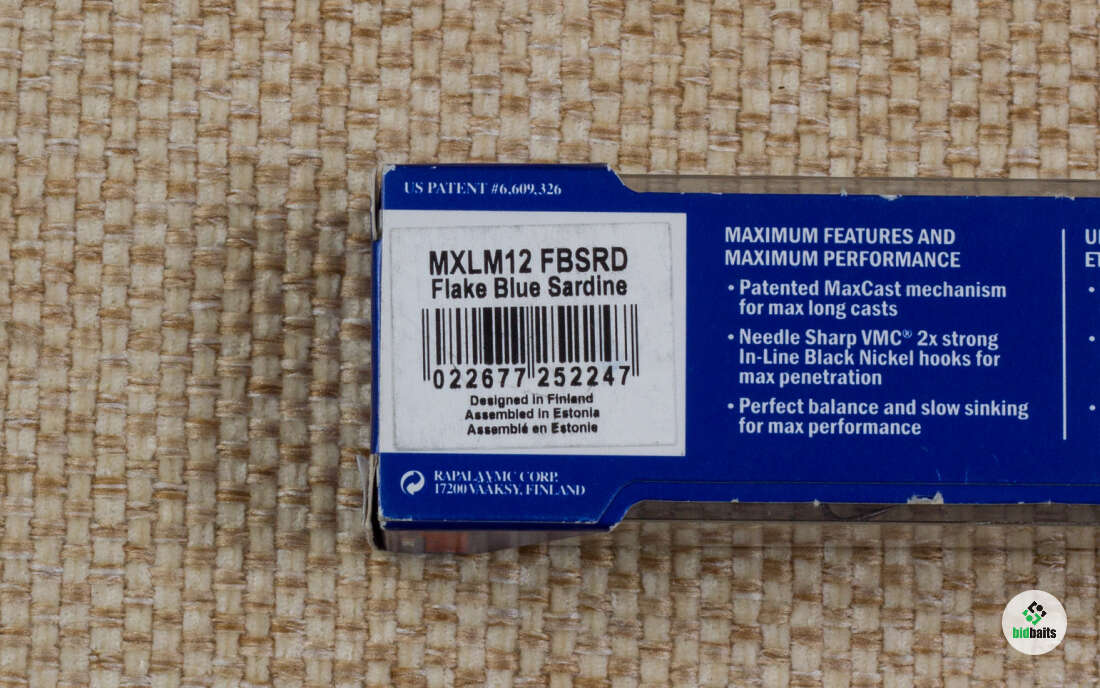 US PATENT #6,609,326
MXLM12 FBSRD
Flake Blue Sardine
022677 252247
Designed in Finland
Assembled in Estonia
Assemblé en Estonie
RAPALA VMC CORP.
17200 VÄÄKSY, FINLAND
MAXIMUM FEATURES AND
MAXIMUM PERFORMANCE
• Patented MaxCast mechanism
for max long casts
• Needle Sharp VMC® 2x strong
In-Line Black Nickel hooks for
max penetration
• Perfect balance and slow sinking
for max performance
bidbaits